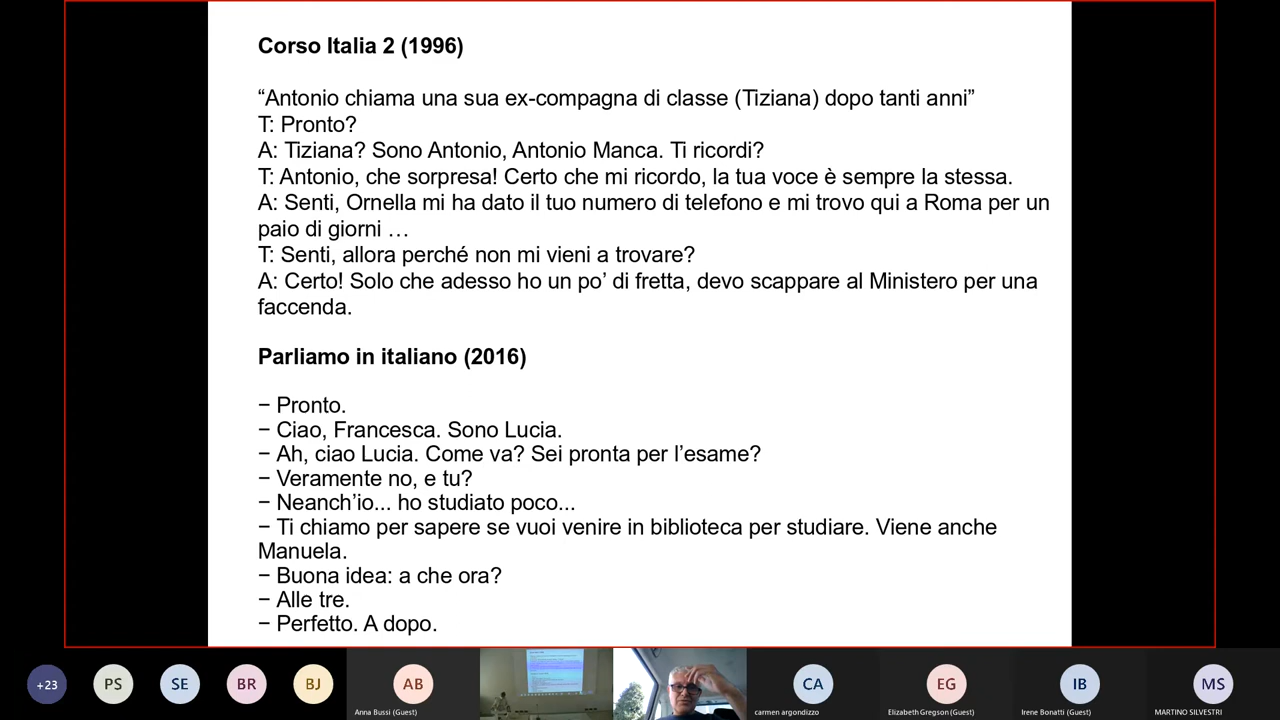 Corso Italia 2 (1996)
“Antonio chiama una sua ex-compagna di classe (Tiziana) dopo tanti anni”
T: Pronto?
A: Tiziana? Sono Antonio, Antonio Manca. Ti ricordi?
T: Antonio, che sorpresa! Certo che mi ricordo, la tua voce è sempre la stessa.
A: Senti, Ornella mi ha dato il tuo numero di telefono e mi trovo qui a Roma per un
paio di giorni …
T: Senti, allora perché non mi vieni a trovare?
A: Certo! Solo che adesso ho un po’ di fretta, devo scappare al Ministero per una
faccenda.
Parliamo in italiano (2016)
− Pronto.
− Ciao, Francesca. Sono Lucia.
− Ah, ciao Lucia. Come va? Sei pronta per l’esame?
− Veramente no, e tu?
− Neanch’io... ho studiato poco...
− Ti chiamo per sapere se vuoi venire in biblioteca per studiare. Viene anche
Manuela.
− Buona idea: a che ora?
− Alle tre.
− Perfetto. A dopo.
+23 PS SE BR BJ AB CA EG IB MS
Anna Bussi (Guest) carmen argondizzo Elizabeth Gregson (Guest) Irene Bonatti (Guest) MARTINO SILVESTRI